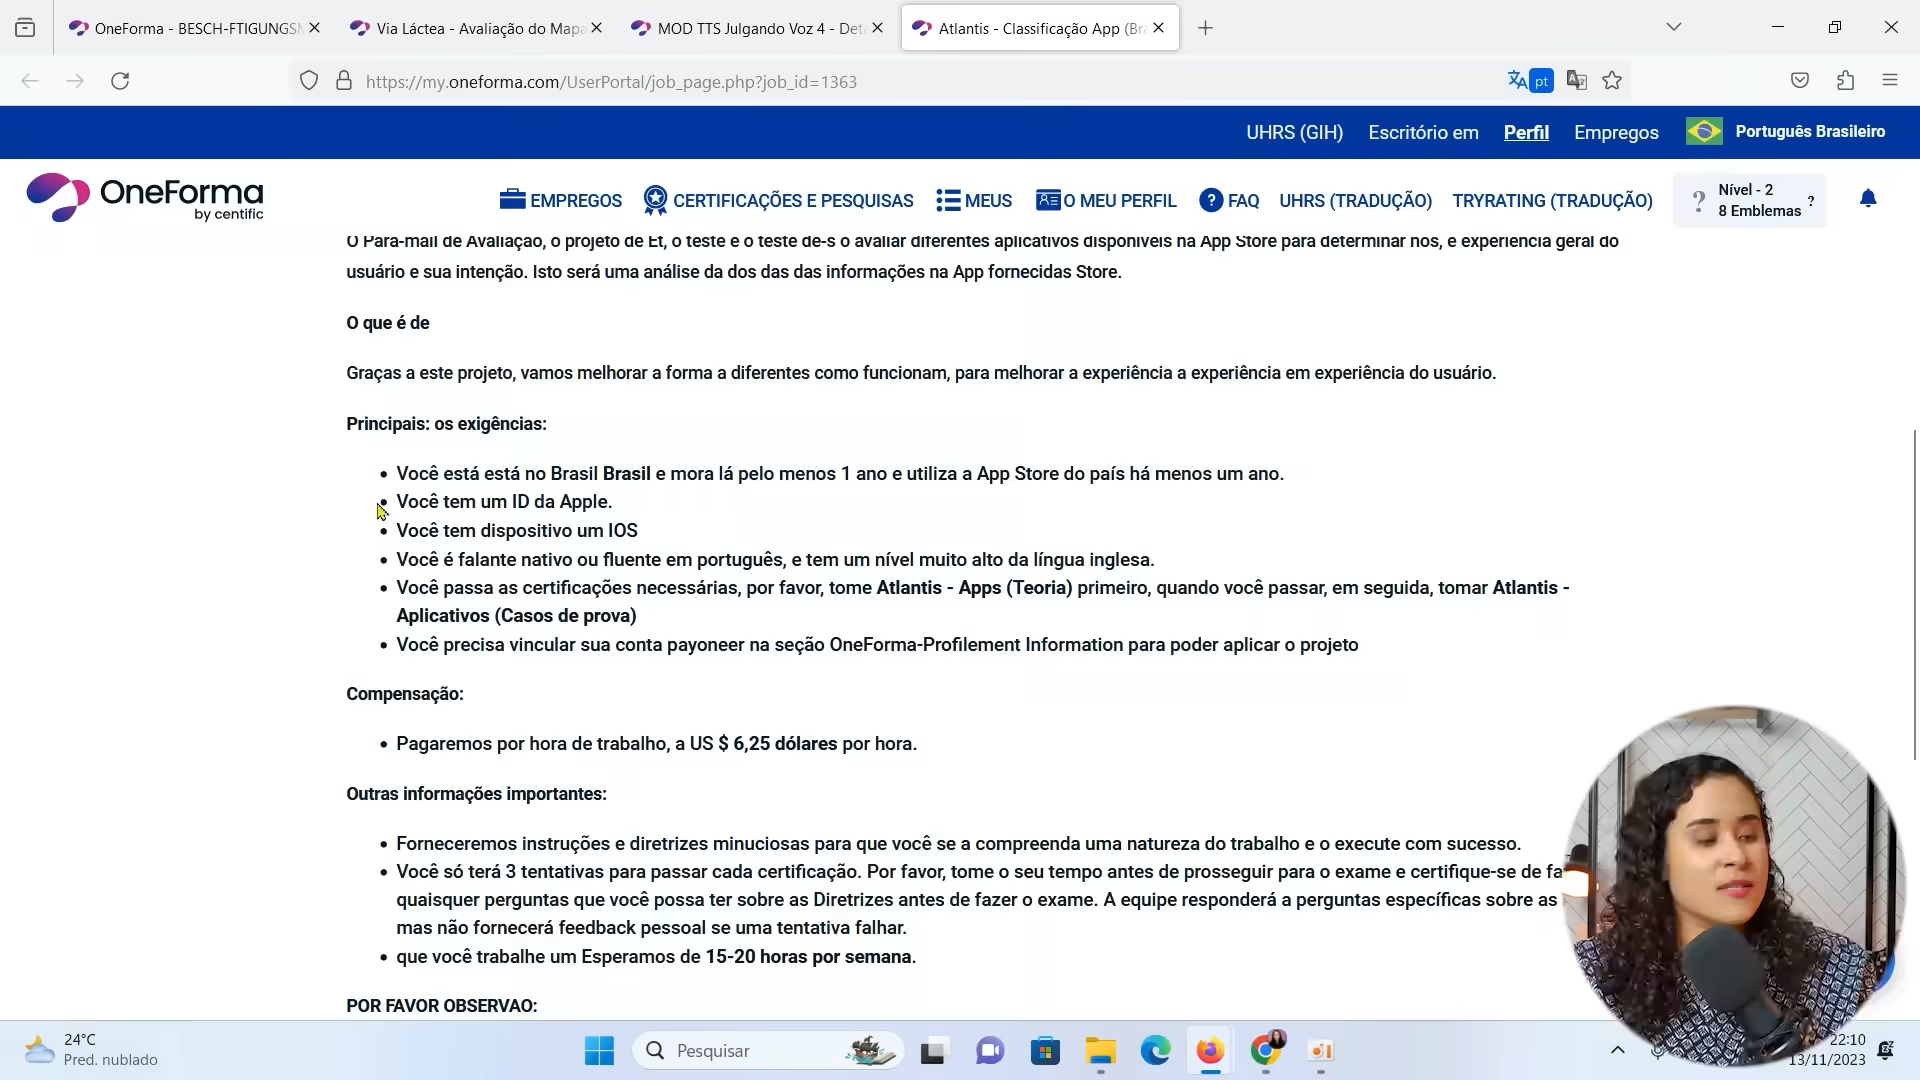 OneForma - BESCH-FTIGUNGSM
Via Láctea - Avaliação do Mapa
MOD TTS Julgando Voz 4 - Deta
Atlantis - Classificação App (Bra
https://my.oneforma.com/UserPortal/job_page.php?job_id=1363
pt
UHRS (GIH) Escritório em Perfil Empregos Português Brasileiro
OneForma
by centific
EMPREGOS CERTIFICAÇÕES E PESQUISAS MEUS O MEU PERFIL FAQ UHRS (TRADUÇÃO) TRYRATING (TRADUÇÃO)
Nível - 2
8 Emblemas
?
O Para-mail de Avaliação, o projeto de Et, o teste e o teste de-s o avaliar diferentes aplicativos disponíveis na App Store para determinar nos, e experiência geral do
usuário e sua intenção. Isto será uma análise da dos das das informações na App fornecidas Store.
O que é de
Graças a este projeto, vamos melhorar a forma a diferentes como funcionam, para melhorar a experiência a experiência em experiência do usuário.
Principais: os exigências:
Você está está no Brasil Brasil e mora lá pelo menos 1 ano e utiliza a App Store do país há menos um ano.
Você tem um ID da Apple.
Você tem dispositivo um IOS
Você é falante nativo ou fluente em português, e tem um nível muito alto da língua inglesa.
Você passa as certificações necessárias, por favor, tome Atlantis - Apps (Teoria) primeiro, quando você passar, em seguida, tomar Atlantis -
Aplicativos (Casos de prova)
Você precisa vincular sua conta payoneer na seção OneForma-Profilement Information para poder aplicar o projeto
Compensação:
Pagaremos por hora de trabalho, a US $ 6,25 dólares por hora.
Outras informações importantes:
Forneceremos instruções e diretrizes minuciosas para que você se a compreenda uma natureza do trabalho e o execute com sucesso.
Você só terá 3 tentativas para passar cada certificação. Por favor, tome o seu tempo antes de prosseguir para o exame e certifique-se de fa
quaisquer perguntas que você possa ter sobre as Diretrizes antes de fazer o exame. A equipe responderá a perguntas específicas sobre as
mas não fornecerá feedback pessoal se uma tentativa falhar.
que você trabalhe um Esperamos de 15-20 horas por semana.
POR FAVOR OBSERVAO:
24°C
Pred. nublado
Pesquisar
22:10
13/11/2023